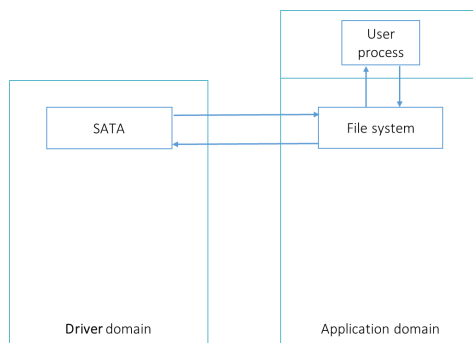 User
process
SATA
File system
Driver domain
Application domain